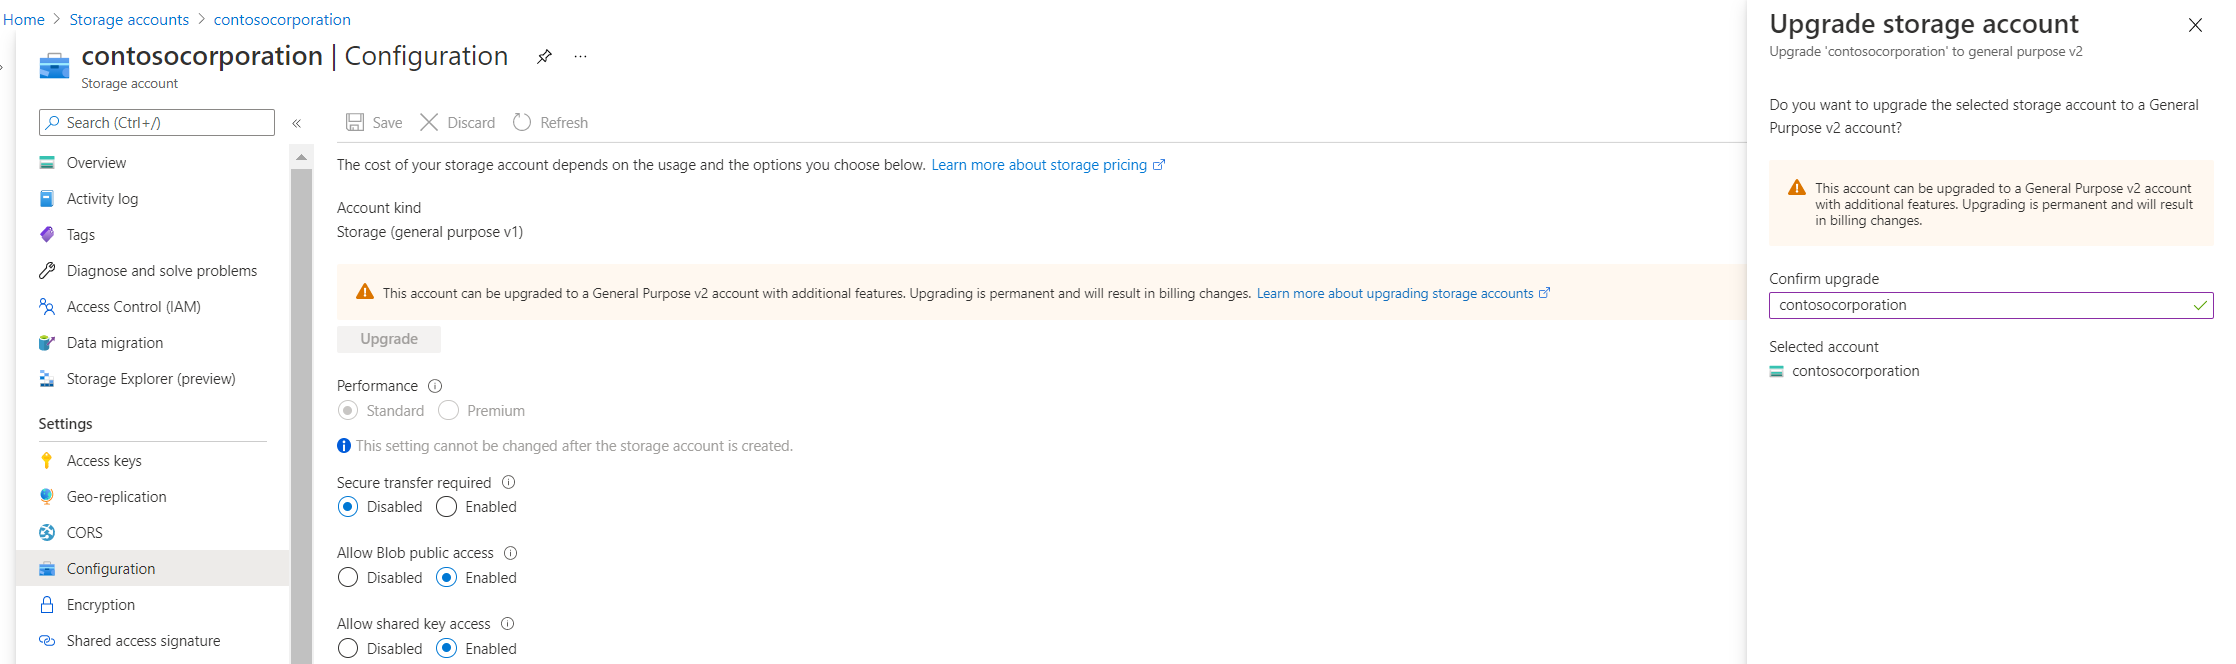 Home > Storage accounts > contosocorporation
contosocorporation | Configuration ...
Storage account
Search (Ctrl+/) «
Overview
Activity log
Tags
Diagnose and solve problems
Access Control (IAM)
Data migration
Storage Explorer (preview)
Settings
Access keys
Geo-replication
CORS
Configuration
Encryption
Shared access signature
Save Discard Refresh
The cost of your storage account depends on the usage and the options you choose below. Learn more about storage pricing
Account kind
Storage (general purpose v1)
This account can be upgraded to a General Purpose v2 account with additional features. Upgrading is permanent and will result in billing changes. Learn more about upgrading storage accounts
Upgrade
Performance
Standard Premium
This setting cannot be changed after the storage account is created.
Secure transfer required
Disabled Enabled
Allow Blob public access
Disabled Enabled
Allow shared key access
Disabled Enabled
Upgrade storage account
Upgrade 'contosocorporation' to general purpose v2
Do you want to upgrade the selected storage account to a General
Purpose v2 account?
This account can be upgraded to a General Purpose v2 account
with additional features. Upgrading is permanent and will result
in billing changes.
Confirm upgrade
contosocorporation
Selected account
contosocorporation